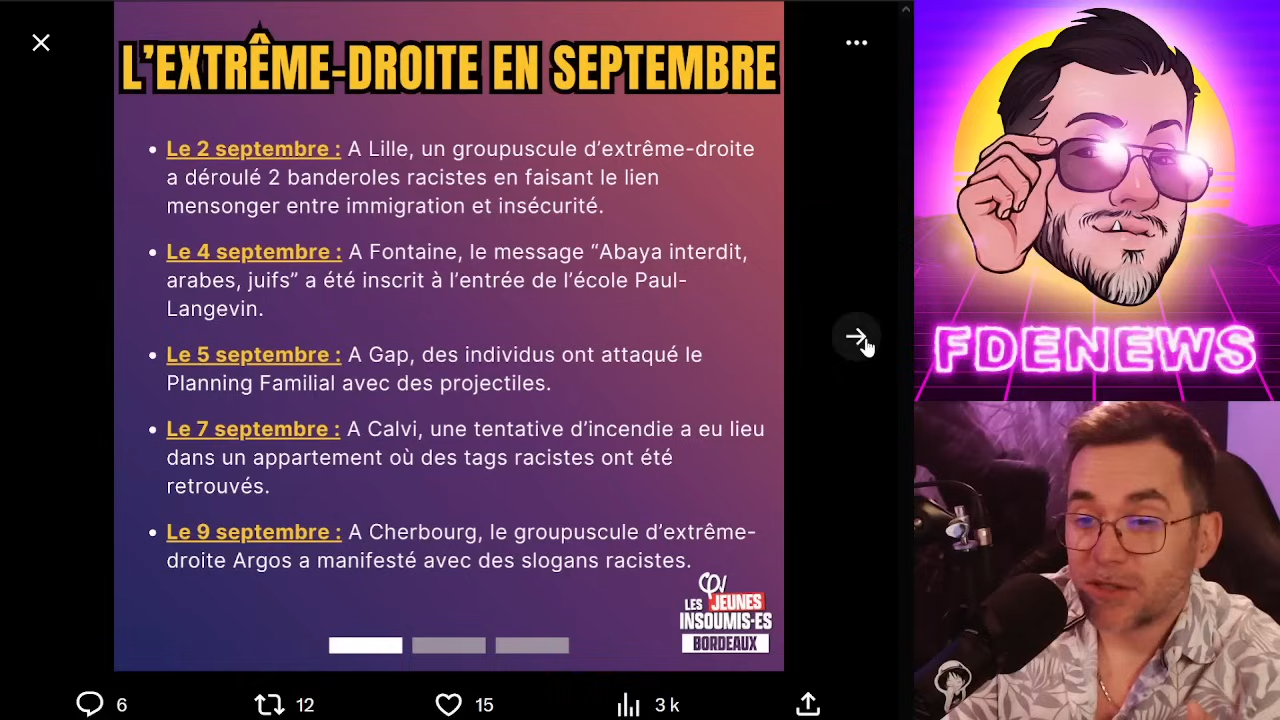 L'EXTRÊME-DROITE EN SEPTEMBRE
• Le 2 septembre : A Lille, un groupuscule d'extrême-droite
a déroulé 2 banderoles racistes en faisant le lien
mensonger entre immigration et insécurité.
• Le 4 septembre : A Fontaine, le message “Abaya interdit,
arabes, juifs” a été inscrit à l'entrée de l'école Paul-
Langevin.
• Le 5 septembre : A Gap, des individus ont attaqué le
Planning Familial avec des projectiles.
• Le 7 septembre : A Calvi, une tentative d'incendie a eu lieu
dans un appartement où des tags racistes ont été
retrouvés.
• Le 9 septembre : A Cherbourg, le groupuscule d'extrême-
droite Argos a manifesté avec des slogans racistes.
LES JEUNES
INSOUMIS·ES
BORDEAUX
6 12 15 3 k
FDENEWS